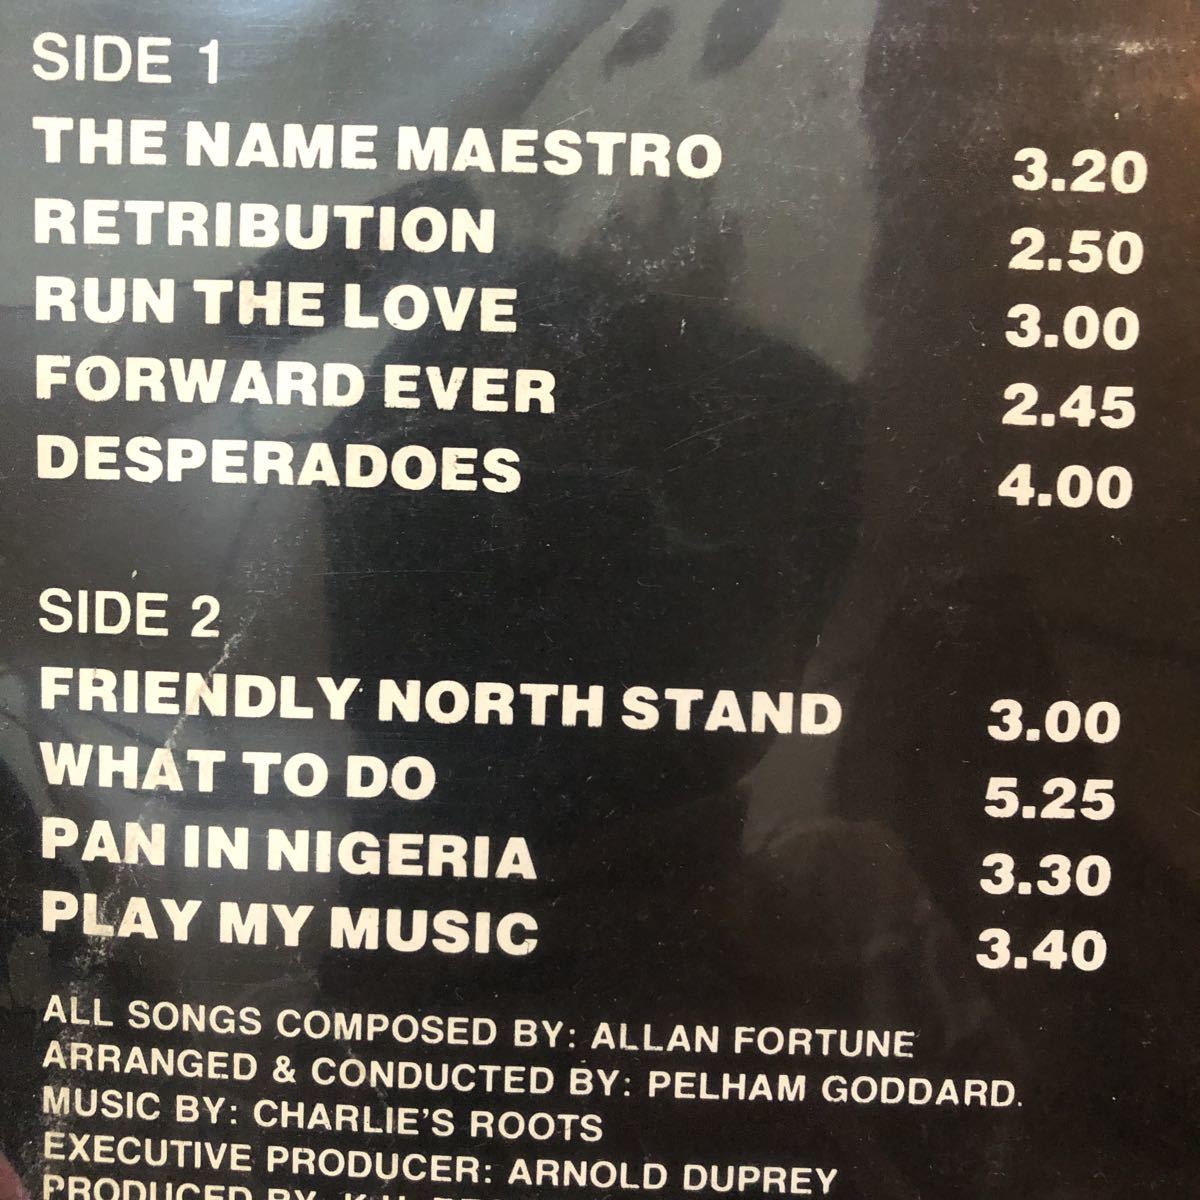 SIDE 1
THE NAME MAESTRO 3.20
RETRIBUTION 2.50
RUN THE LOVE 3.00
FORWARD EVER 2.45
DESPERADOES 4.00
SIDE 2
FRIENDLY NORTH STAND 3.00
WHAT TO DO 5.25
PAN IN NIGERIA 3.30
PLAY MY MUSIC 3.40
ALL SONGS COMPOSED BY: ALLAN FORTUNE
ARRANGED & CONDUCTED BY: PELHAM GODDARD.
MUSIC BY: CHARLIE'S ROOTS
EXECUTIVE PRODUCER: ARNOLD DUPREY
PRODUCED BY: